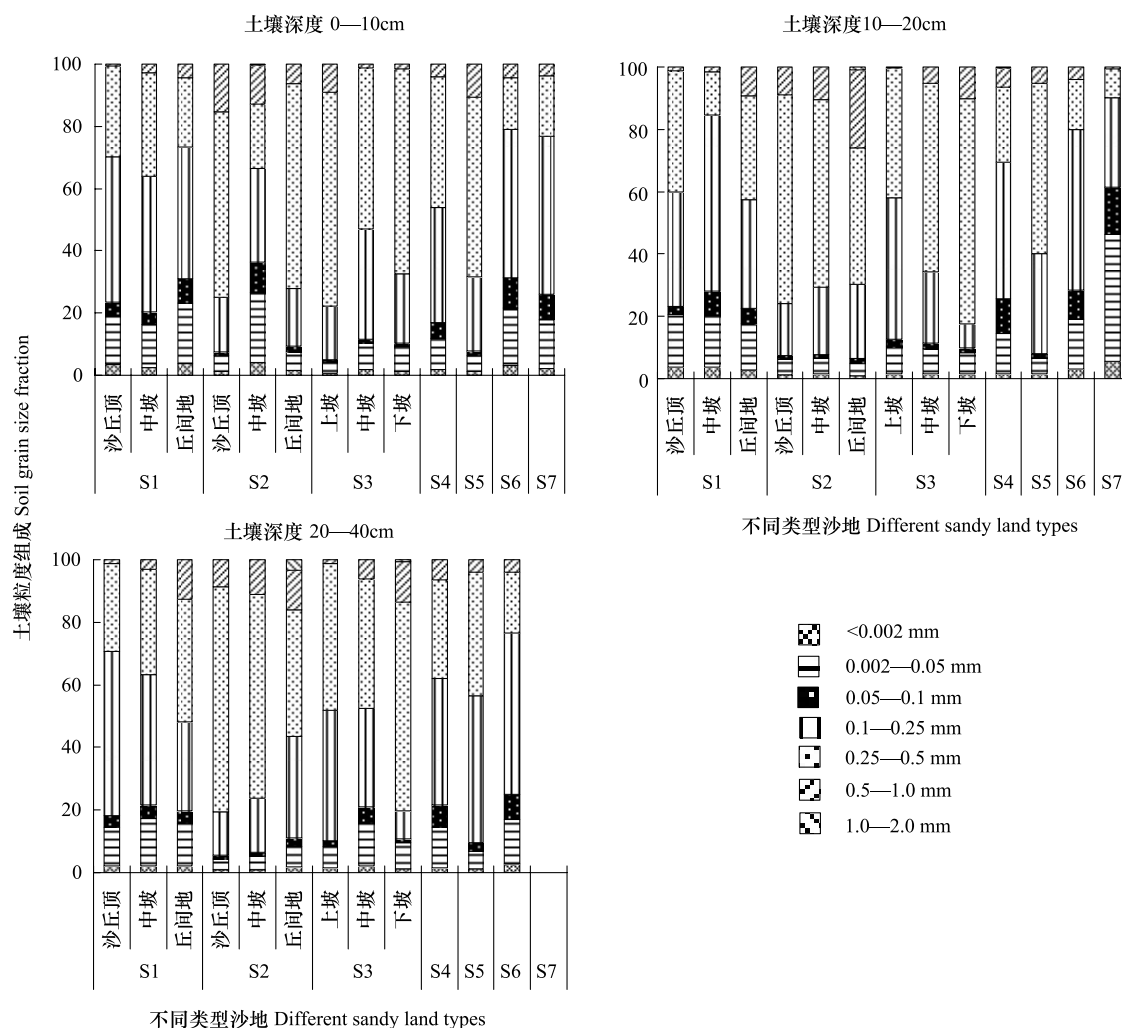 土壤深度 0—10cm
100
80
60
40
20
0
沙丘顶 中坡 丘间地 沙丘顶 中坡 丘间地 上坡 中坡 下坡
S1 S2 S3 S4 S5 S6 S7
土壤深度10—20cm
100
80
60
40
20
0
沙丘顶 中坡 丘间地 沙丘顶 中坡 丘间地 上坡 中坡 下坡
S1 S2 S3 S4 S5 S6 S7
不同类型沙地 Different sandy land types
土壤粒度组成 Soil grain size fraction
土壤深度 20—40cm
100
80
60
40
20
0
沙丘顶 中坡 丘间地 沙丘顶 中坡 丘间地 上坡 中坡 下坡
S1 S2 S3 S4 S5 S6 S7
不同类型沙地 Different sandy land types
<0.002 mm
0.002—0.05 mm
0.05—0.1 mm
0.1—0.25 mm
0.25—0.5 mm
0.5—1.0 mm
1.0—2.0 mm